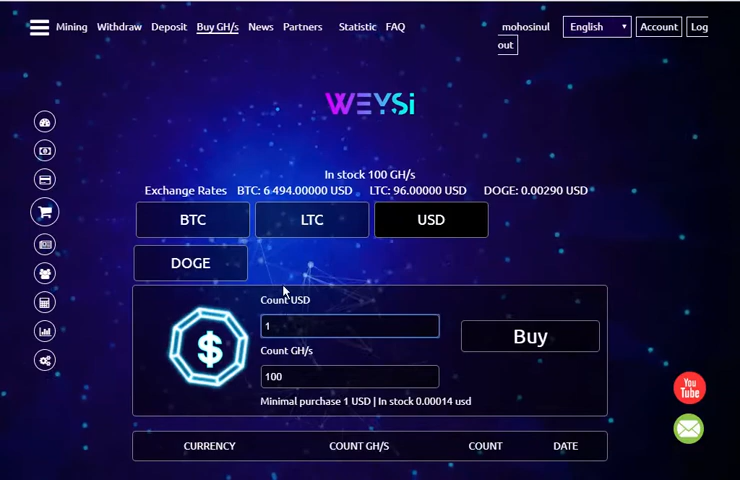 Mining Withdraw Deposit Buy GH/s News Partners Statistic FAQ mohosinul English Account Log
out
WEYSi
In stock 100 GH/s
Exchange Rates BTC: 6 494.00000 USD LTC: 96.00000 USD DOGE: 0.00290 USD
BTC LTC USD
DOGE
Count USD
1
Buy
Count GH/s
100
Minimal purchase 1 USD | In stock 0.00014 usd
You
Tube
CURRENCY COUNT GH/S COUNT DATE